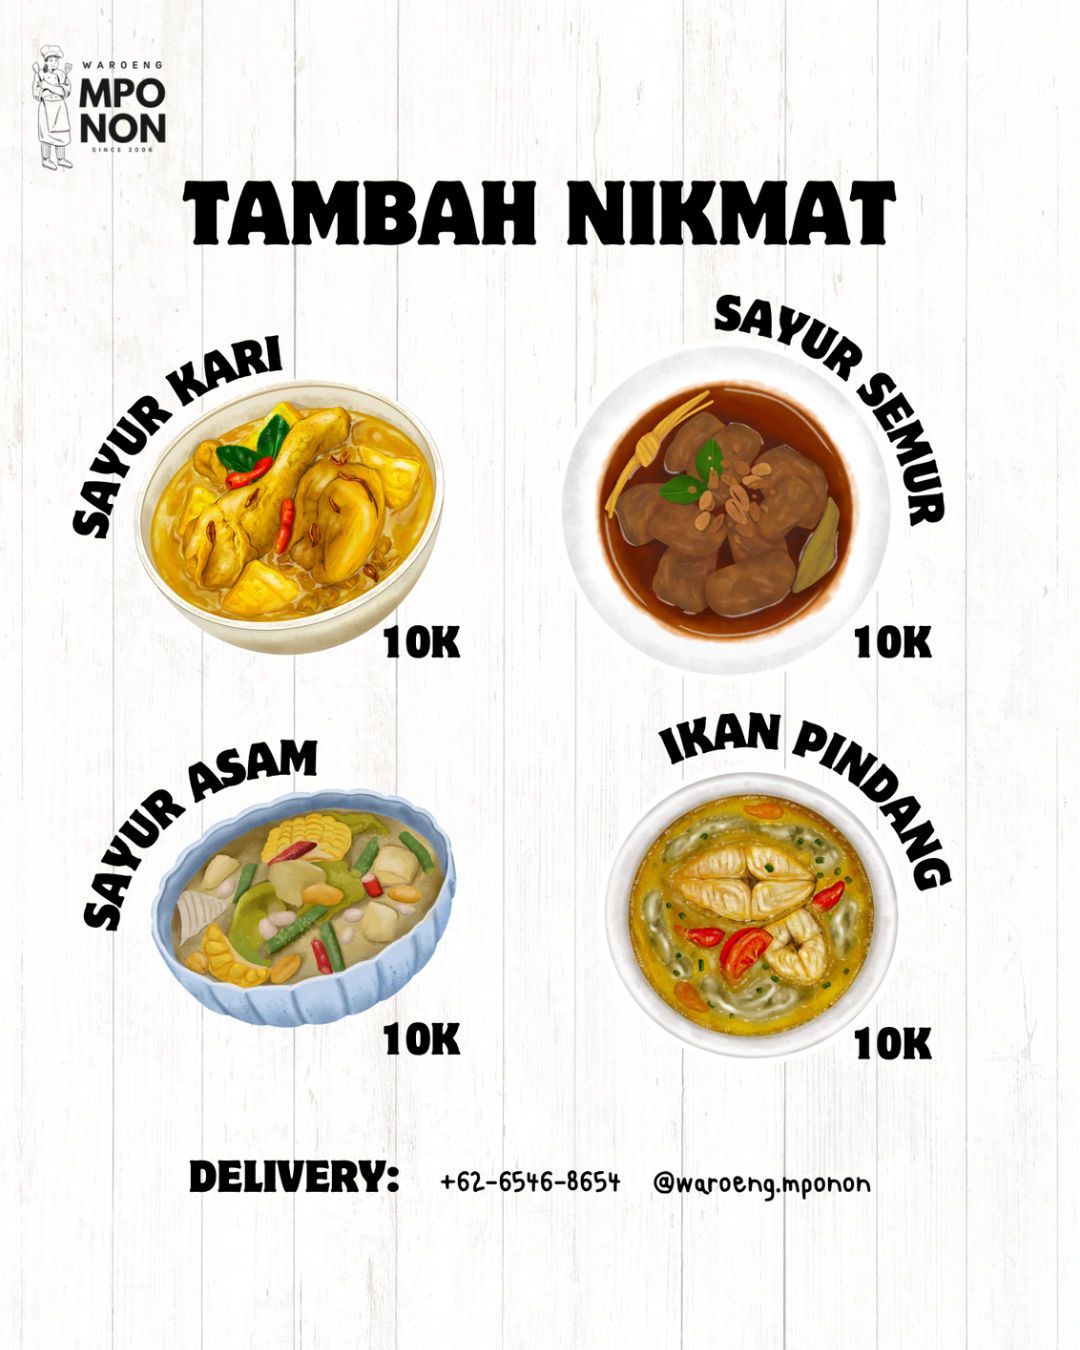 WAROENG
MPO
NON
SINCE 2006
TAMBAH NIKMAT
SAYUR KARI
10K
SAYUR SEMUR
10K
SAYUR ASAM
10K
IKAN PINDANG
10K
DELIVERY: +62-6546-8654 @waroeng.mponon